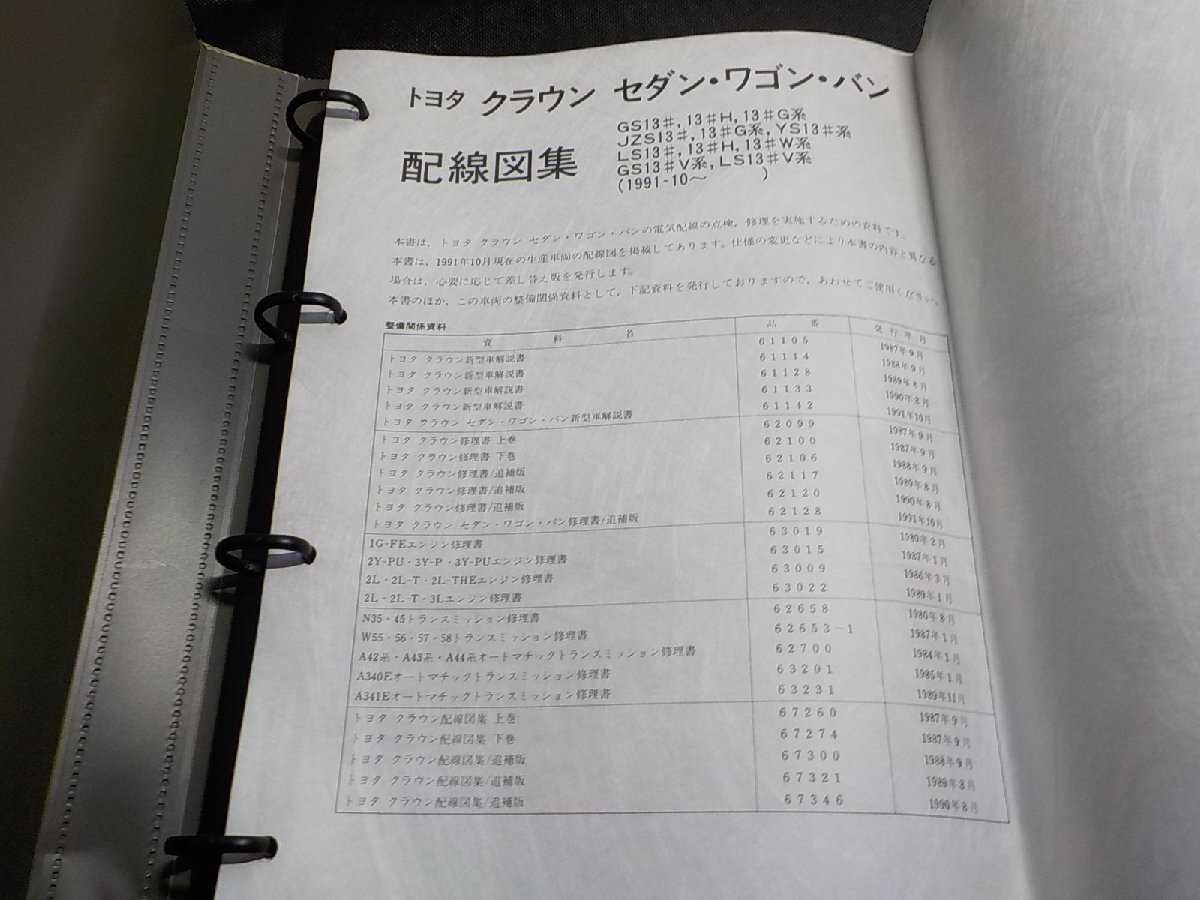 トヨタ クラウン セダン・ワゴン・バン
配線図集
GS13#, 13#H, 13#G系
JZS13#, 13#G系, YS13#系
LS13#, 13#H, 13#W系
GS13#V系, LS13#V系
(1991-10〜 )
本書は，トヨタ クラウン セダン・ワゴン・バンの電気配線の点検，修理を実施するための資料です。
本書は，1991年10月現在の生産車両の配線図を掲載してあります。仕様の変更などにより本書の内容と異なる
場合は，必要に応じて差し替え版を発行します。
本書のほか，この車両の整備関係資料として，下記資料を発行しておりますので，あわせてご使用ください。
整備関係資料
資 料 名 品 番 発行年月
トヨタ クラウン新型車解説書 61105 1987年9月
トヨタ クラウン新型車解説書 61114 1988年9月
トヨタ クラウン新型車解説書 61128 1989年8月
トヨタ クラウン新型車解説書 61133 1990年8月
トヨタ クラウン セダン・ワゴン・バン新型車解説書 61142 1991年10月
トヨタ クラウン修理書 上巻 62099 1987年9月
トヨタ クラウン修理書 下巻 62100 1987年9月
トヨタ クラウン修理書/追補版 62106 1988年9月
トヨタ クラウン修理書/追補版 62117 1989年8月
トヨタ クラウン修理書/追補版 62120 1990年8月
トヨタ クラウン セダン・ワゴン・バン修理書/追補版 62128 1991年10月
1G-FEエンジン修理書 63019 1989年2月
2Y-PU・3Y-P・3Y-PUエンジン修理書 63015 1987年1月
2L・2L-T・2L-THEエンジン修理書 63009 1986年3月
2L・2L-T・3Lエンジン修理書 63022 1989年1月
N35・45トランスミッション修理書 62658 1980年8月
W55・56・57・58トランスミッション修理書 62653-1 1987年1月
A42系・A43系・A44系オートマチックトランスミッション修理書 62700 1984年1月
A340Eオートマチックトランスミッション修理書 63201 1985年1月
A341Eオートマチックトランスミッション修理書 63231 1989年11月
トヨタ クラウン配線図集 上巻 67260 1987年9月
トヨタ クラウン配線図集 下巻 67274 1987年9月
トヨタ クラウン配線図集/追補版 67300 1988年9月
トヨタ クラウン配線図集/追補版 67321 1989年8月
トヨタ クラウン配線図集/追補版 67346 1990年8月